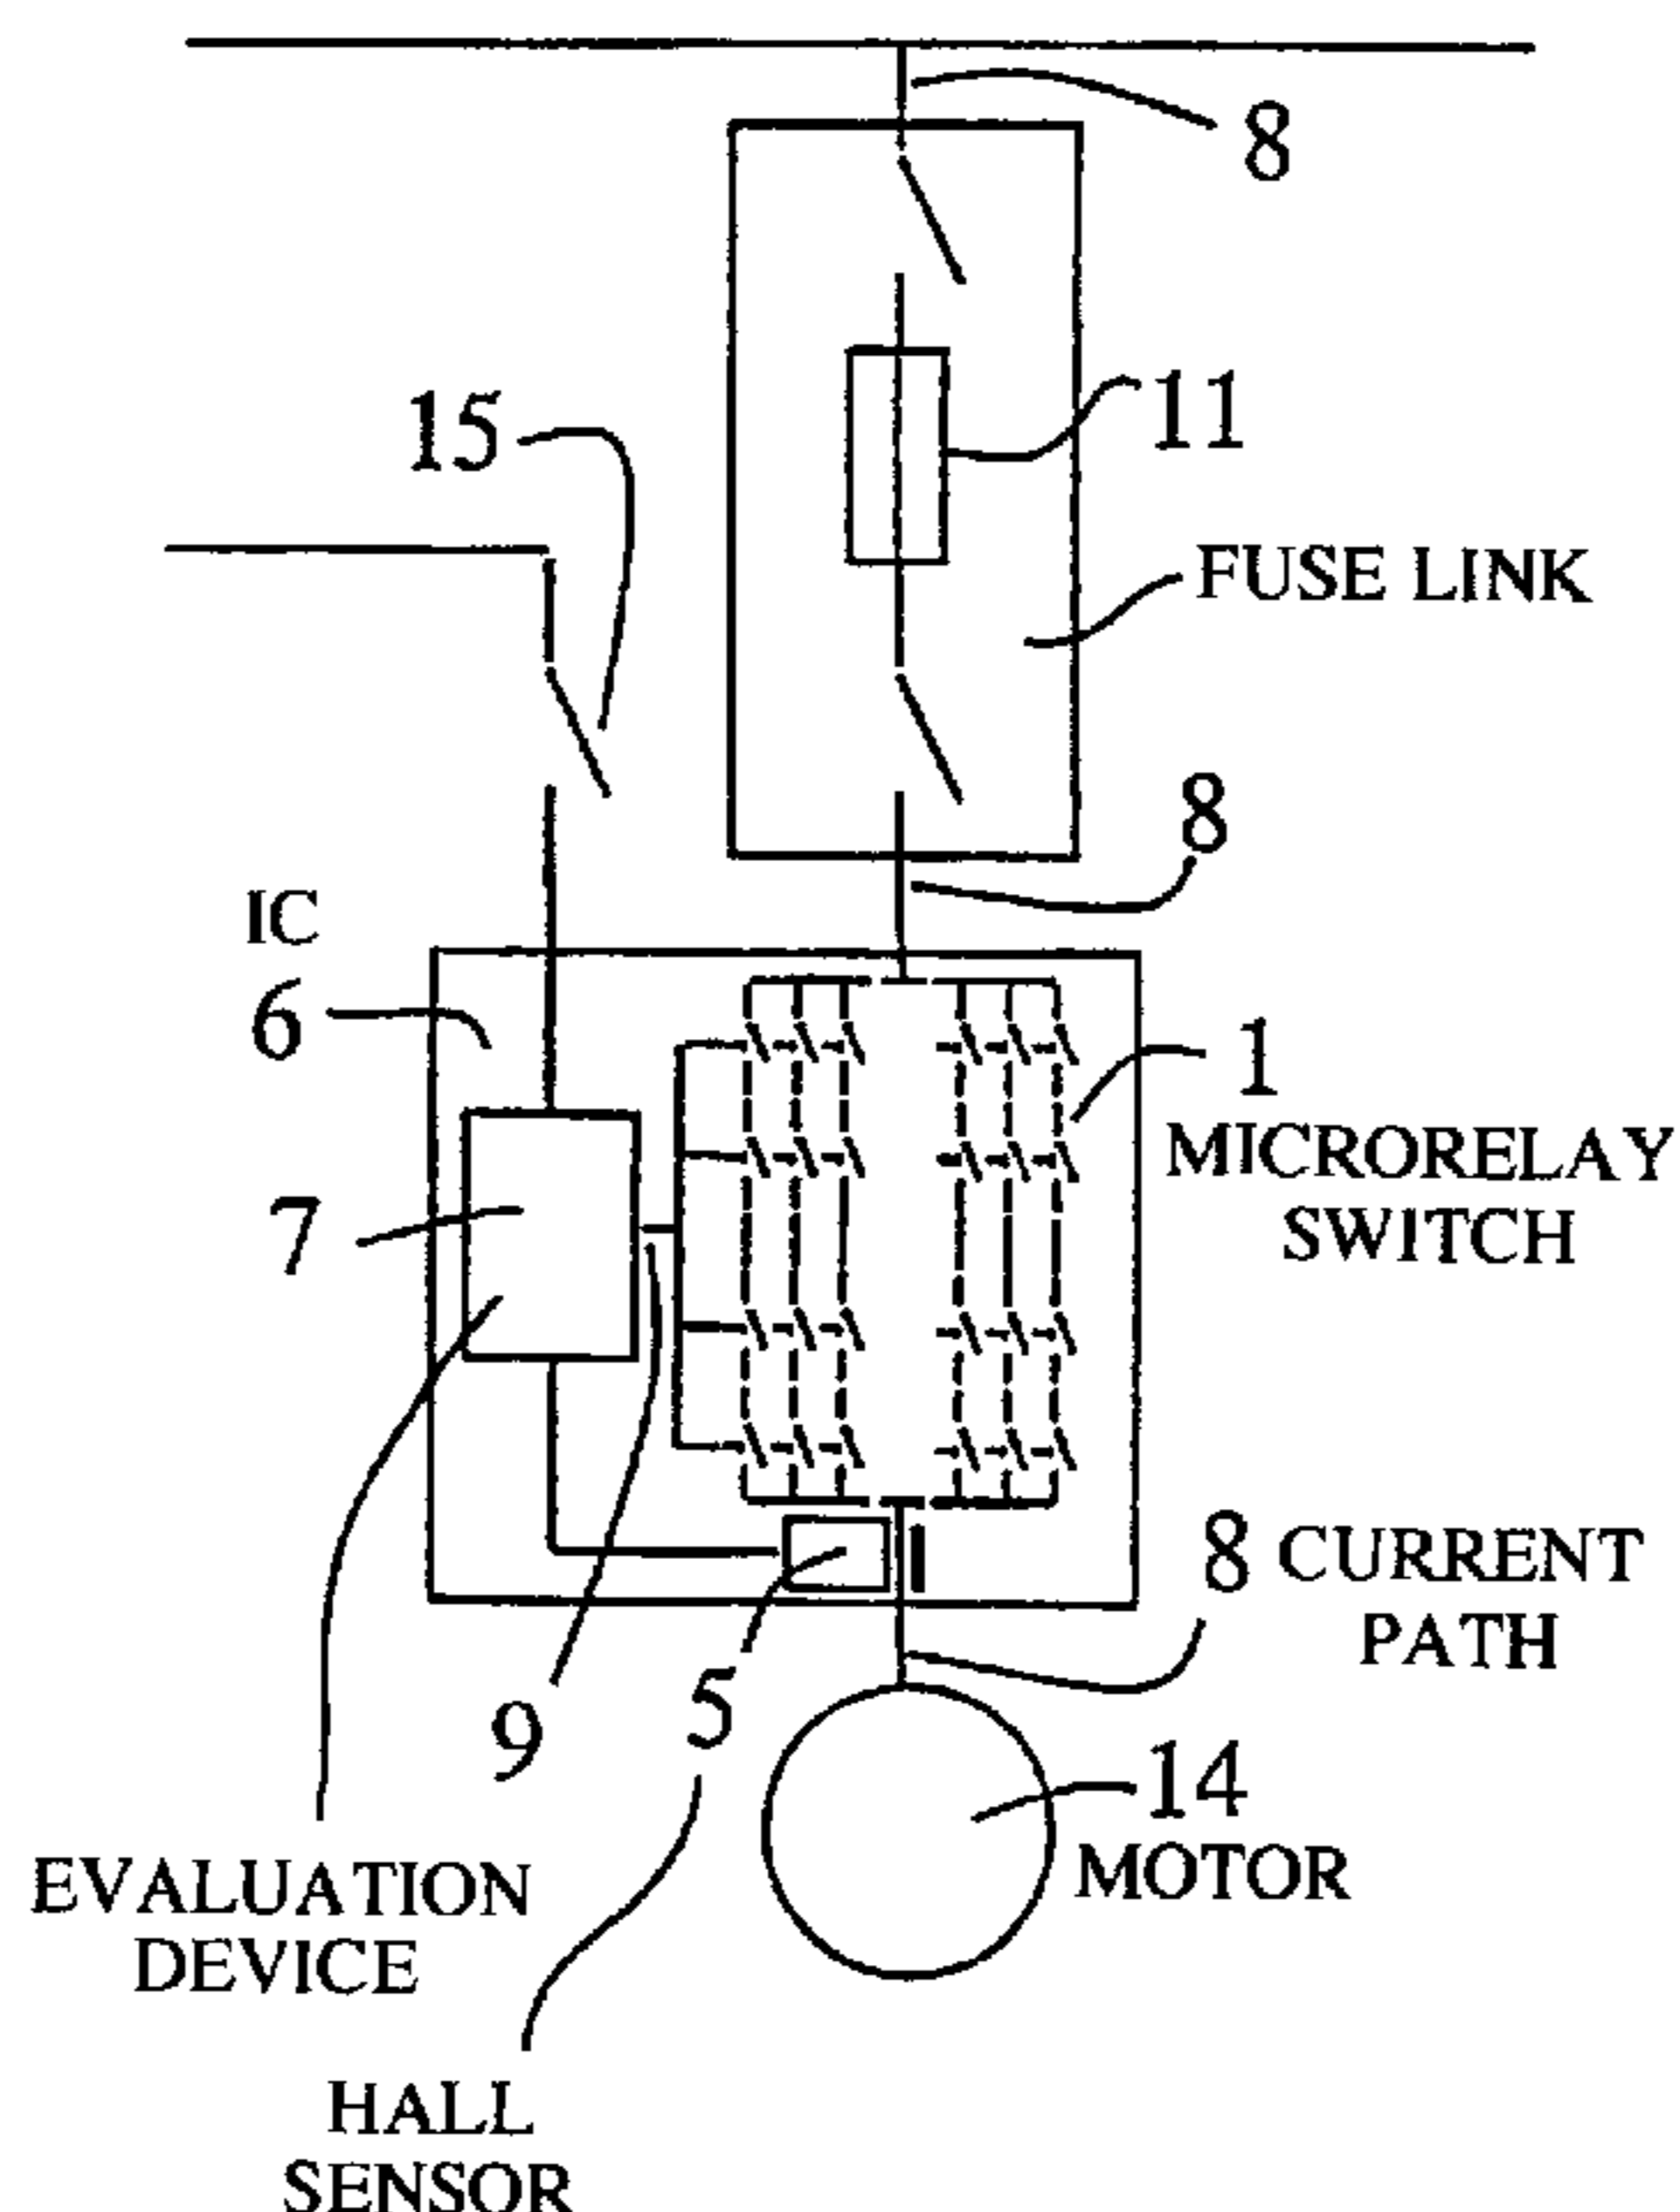 8
15
11
FUSE LINK
8
IC
6
1
MICRORELAY
SWITCH
7
8 CURRENT
PATH
9
5
14
MOTOR
EVALUATION
DEVICE
HALL
SENSOR